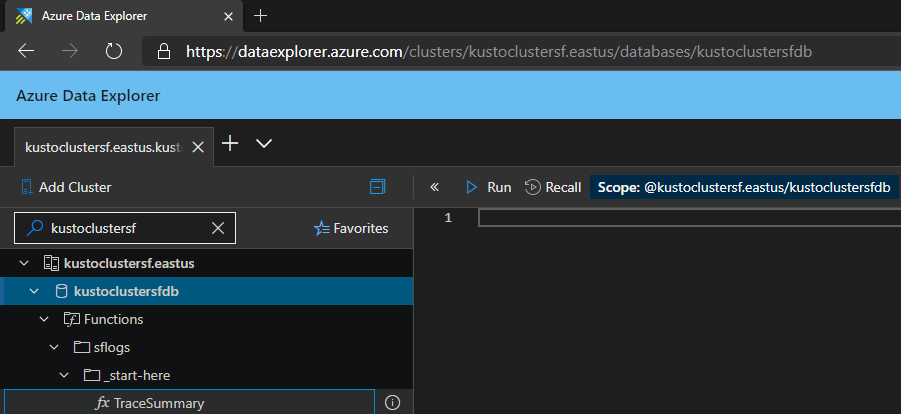 Azure Data Explorer
https://dataexplorer.azure.com/clusters/kustoclustersf.eastus/databases/kustoclustersfdb
Azure Data Explorer
kustoclustersf.eastus.kust
Add Cluster
Run Recall Scope: @kustoclustersf.eastus/kustoclustersfdb
kustoclustersf
Favorites
1
kustoclustersf.eastus
kustoclustersfdb
Functions
sflogs
_start-here
TraceSummary